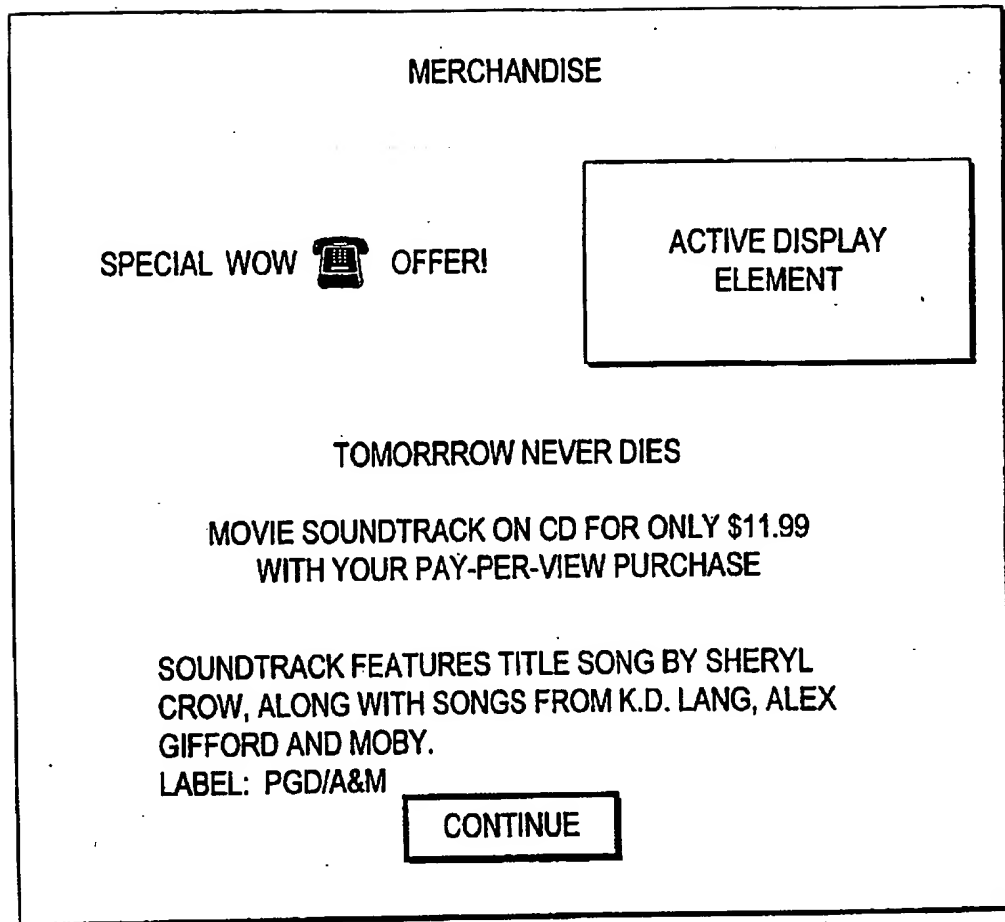 MERCHANDISE
SPECIAL WOW OFFER!
ACTIVE DISPLAY
ELEMENT
TOMORRROW NEVER DIES
MOVIE SOUNDTRACK ON CD FOR ONLY $11.99
WITH YOUR PAY-PER-VIEW PURCHASE
SOUNDTRACK FEATURES TITLE SONG BY SHERYL
CROW, ALONG WITH SONGS FROM K.D. LANG, ALEX
GIFFORD AND MOBY.
LABEL: PGD/A&M
CONTINUE